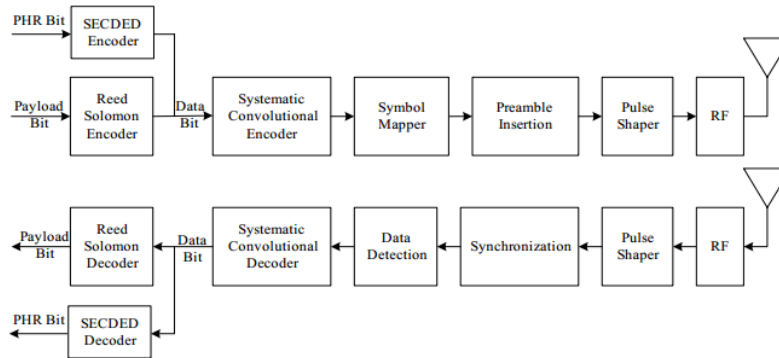 PHR Bit
SECDED
Encoder
Payload
Bit
Reed
Solomon
Encoder
Data
Bit
Systematic
Convolutional
Encoder
Symbol
Mapper
Preamble
Insertion
Pulse
Shaper
RF
Payload
Bit
Reed
Solomon
Decoder
Data
Bit
Systematic
Convolutional
Decoder
Data
Detection
Synchronization
Pulse
Shaper
RF
PHR Bit
SECDED
Decoder